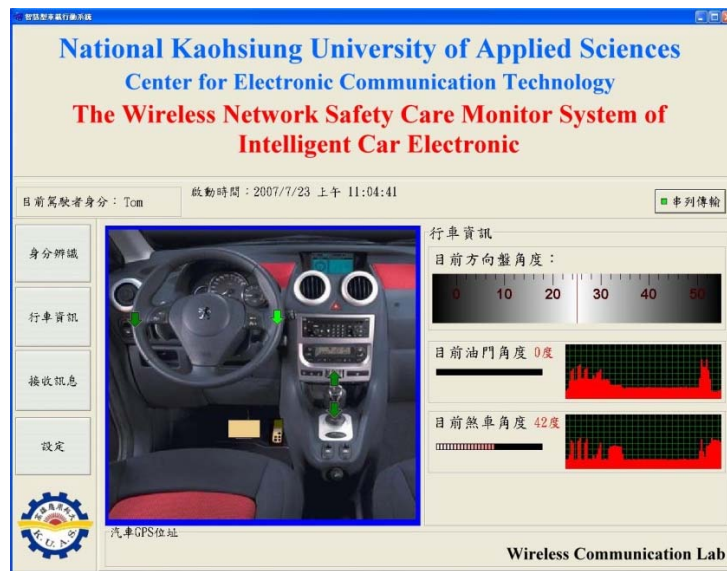 智慧型車載行動系統
National Kaohsiung University of Applied Sciences
Center for Electronic Communication Technology
The Wireless Network Safety Care Monitor System of
Intelligent Car Electronic
目前駕駛者身分：Tom
啟動時間：2007/7/23 上午 11:04:41
串列傳輸
身分辨識
行車資訊
接收訊息
設定
行車資訊
目前方向盤角度：
0 10 20 30 40 50
目前油門角度 0度
目前煞車角度 42度
汽車GPS位址
K.U.A.S.
Wireless Communication Lab